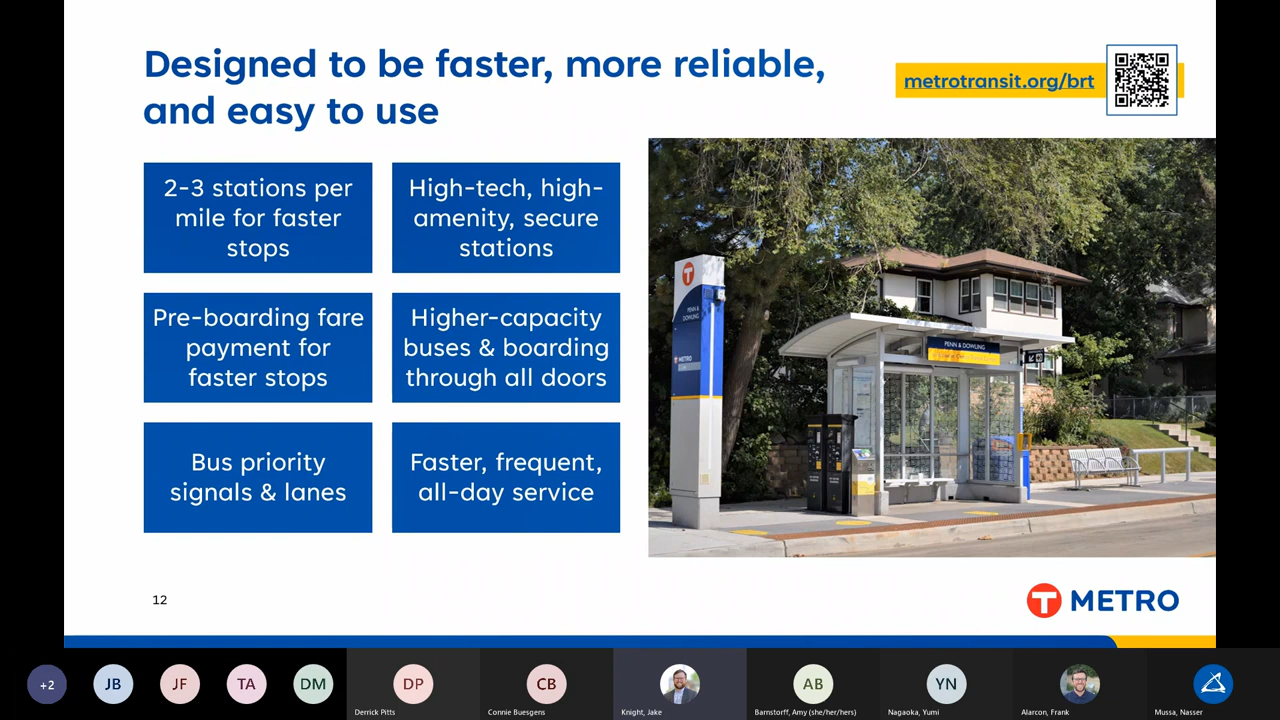 Designed to be faster, more reliable,
and easy to use
metrotransit.org/brt
2-3 stations per
mile for faster
stops
High-tech, high-
amenity, secure
stations
Pre-boarding fare
payment for
faster stops
Higher-capacity
buses & boarding
through all doors
Bus priority
signals & lanes
Faster, frequent,
all-day service
T
PENN &
DOWLING
METRO
PENN & DOWLING
12
T METRO
+2
JB
JF
TA
DM
DP
CB
AB
YN
Derrick Pitts
Connie Buesgens
Knight, Jake
Barnstorff, Amy (she/her/hers)
Nagaoka, Yumi
Alarcon, Frank
Mussa, Nasser